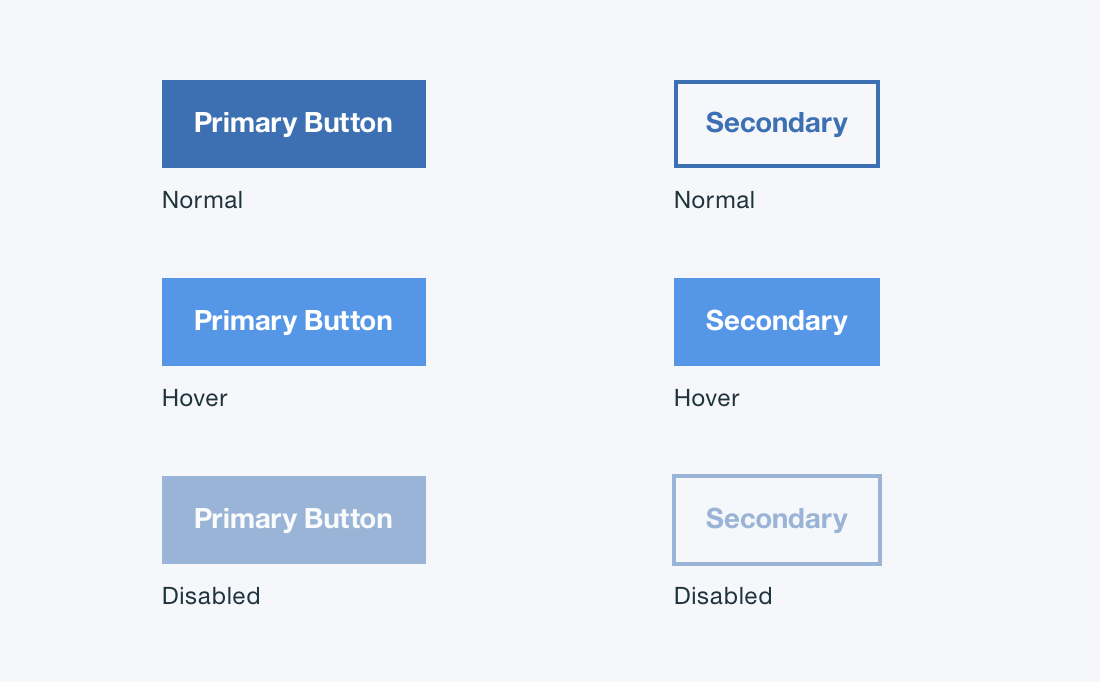 Primary Button
Secondary
Normal
Normal
Primary Button
Secondary
Hover
Hover
Primary Button
Secondary
Disabled
Disabled